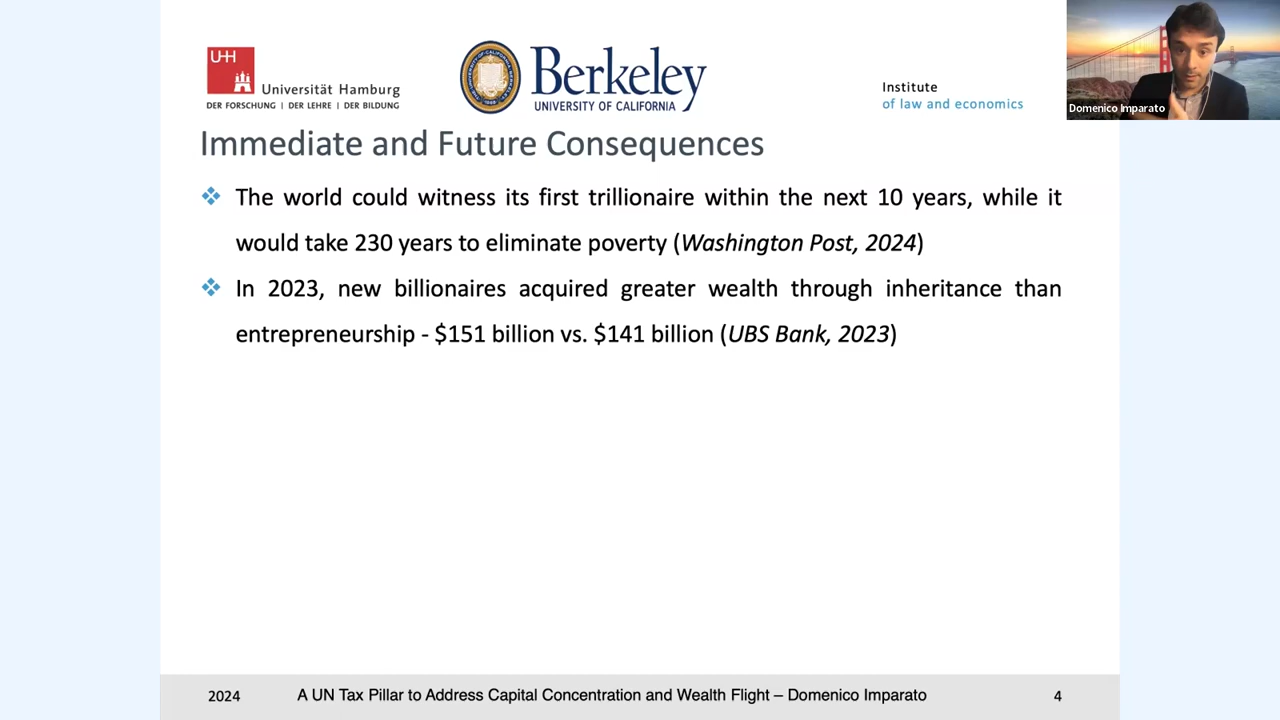 UHH
Universität Hamburg
DER FORSCHUNG | DER LEHRE | DER BILDUNG
Berkeley
UNIVERSITY OF CALIFORNIA
Institute
of law and economics
Domenico Imparato
Immediate and Future Consequences
The world could witness its first trillionaire within the next 10 years, while it
would take 230 years to eliminate poverty (Washington Post, 2024)
In 2023, new billionaires acquired greater wealth through inheritance than
entrepreneurship - $151 billion vs. $141 billion (UBS Bank, 2023)
2024
A UN Tax Pillar to Address Capital Concentration and Wealth Flight – Domenico Imparato
4